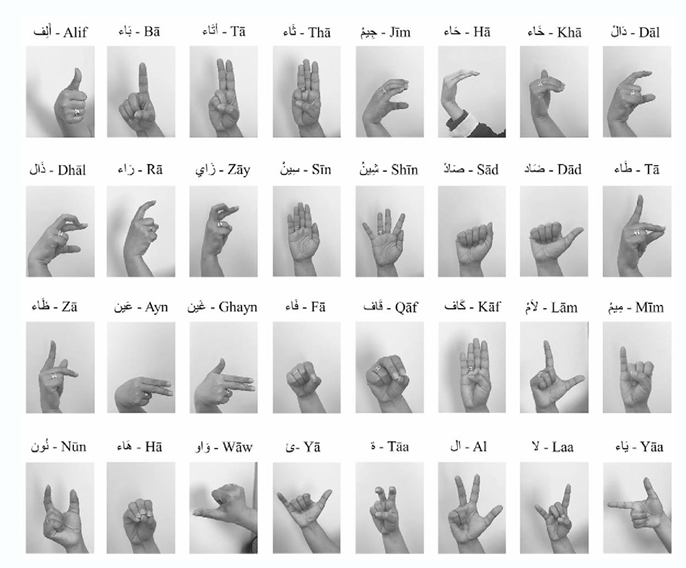 أَلِف - Alif
بَاء - Bā
أتَاء - Tā
ثَاء - Thā
جِيمْ - Jīm
حَاء - Hā
خَاء - Khā
دَالْ - Dāl
ذَال - Dhāl
رَاء - Rā
زَاي - Zāy
سِينْ - Sīn
شِينْ - Shīn
صَادْ - Sād
ضَاد - Dād
طَاء - Tā
ظَاء - Zā
عَين - Ayn
غَين - Ghayn
فَاء - Fā
قَاف - Qāf
كَاف - Kāf
لاَمْ - Lām
مِيمْ - Mīm
نُون - Nūn
هَاء - Hā
وَاو - Wāw
ئ - Yā
ة - Tāa
ال - Al
لا - Laa
يَاء - Yāa